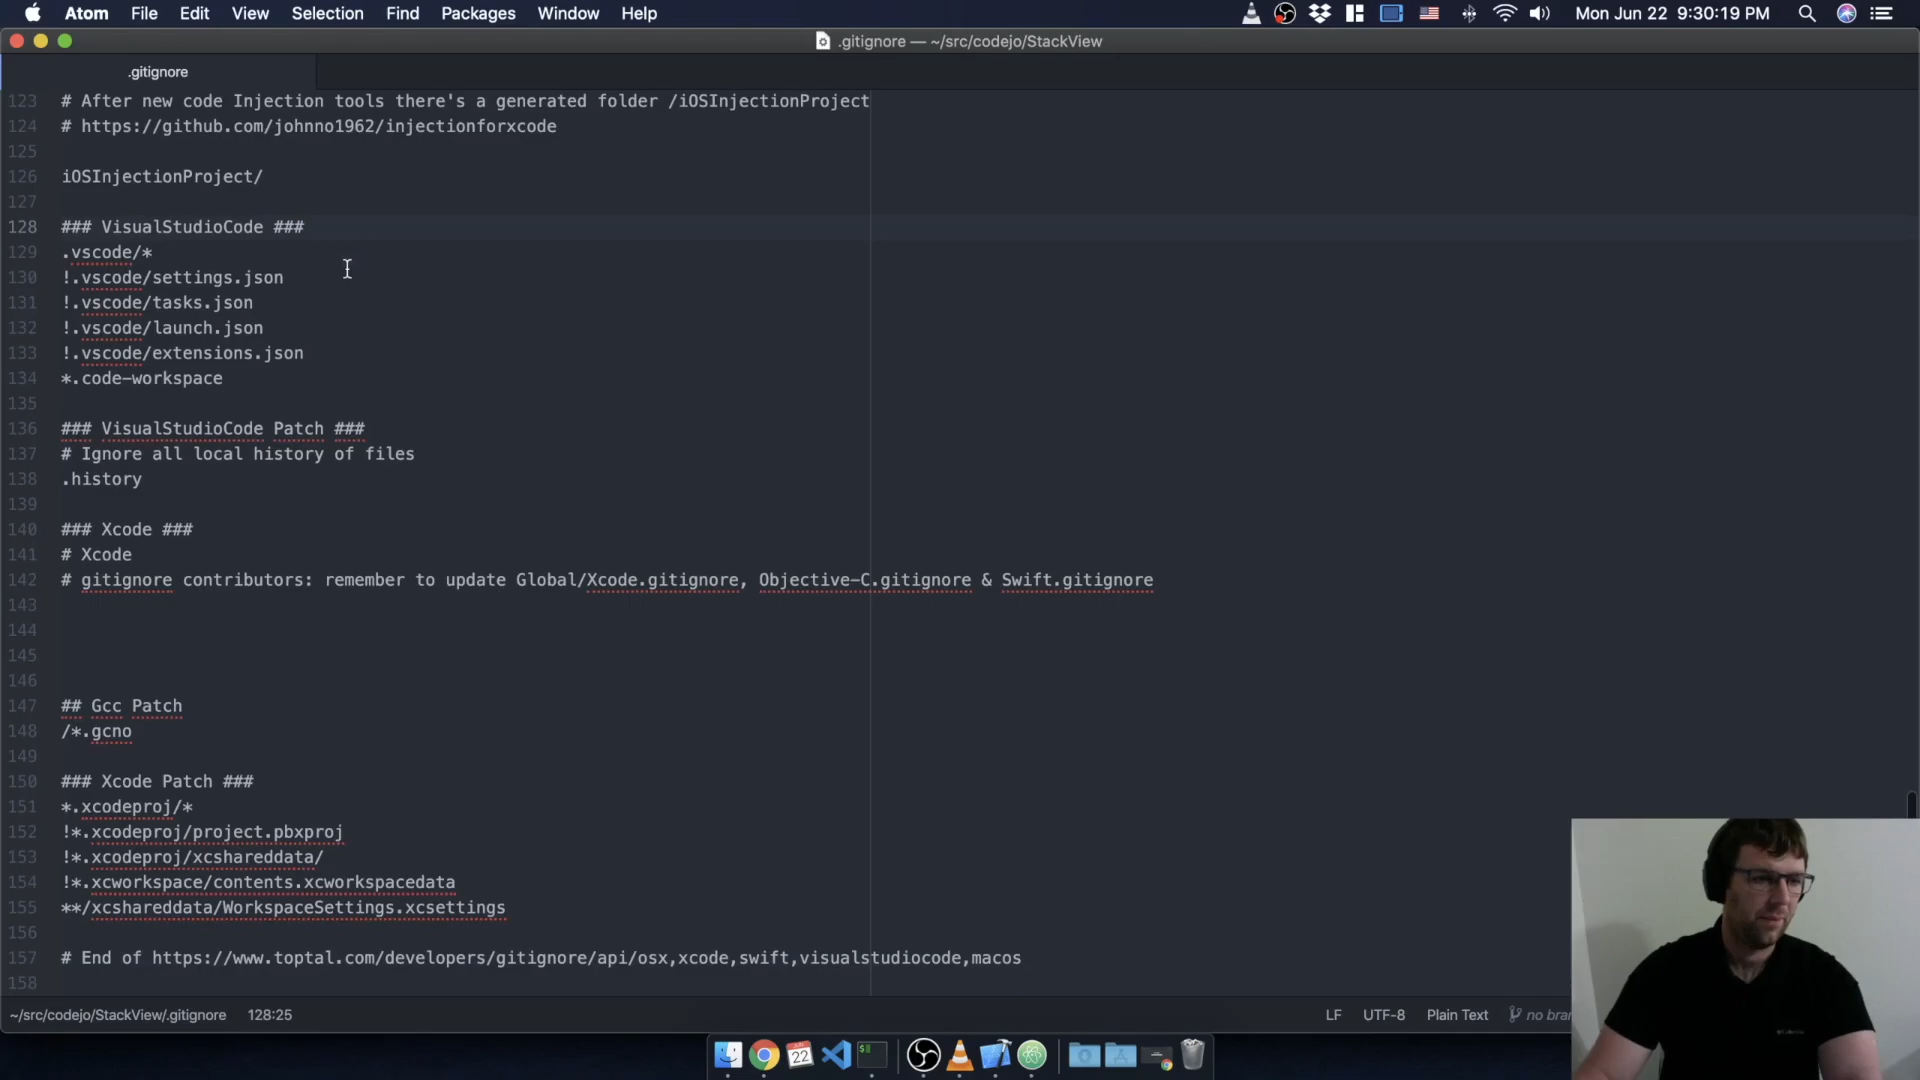 Atom File Edit View Selection Find Packages Window Help Mon Jun 22 9:30:19 PM
.gitignore — ~/src/codejo/StackView
.gitignore
123 # After new code Injection tools there's a generated folder /iOSInjectionProject
124 # https://github.com/johnno1962/injectionforxcode
125
126 iOSInjectionProject/
127
128 ### VisualStudioCode ###
129 .vscode/*
130 !.vscode/settings.json
131 !.vscode/tasks.json
132 !.vscode/launch.json
133 !.vscode/extensions.json
134 *.code-workspace
135
136 ### VisualStudioCode Patch ###
137 # Ignore all local history of files
138 .history
139
140 ### Xcode ###
141 # Xcode
142 # gitignore contributors: remember to update Global/Xcode.gitignore, Objective-C.gitignore & Swift.gitignore
143
144
145
146
147 ## Gcc Patch
148 /*.gcno
149
150 ### Xcode Patch ###
151 *.xcodeproj/*
152 !*.xcodeproj/project.pbxproj
153 !*.xcodeproj/xcshareddata/
154 !*.xcworkspace/contents.xcworkspacedata
155 **/xcshareddata/WorkspaceSettings.xcsettings
156
157 # End of https://www.toptal.com/developers/gitignore/api/osx,xcode,swift,visualstudiocode,macos
158
~/src/codejo/StackView/.gitignore 128:25 LF UTF-8 Plain Text no bra
22